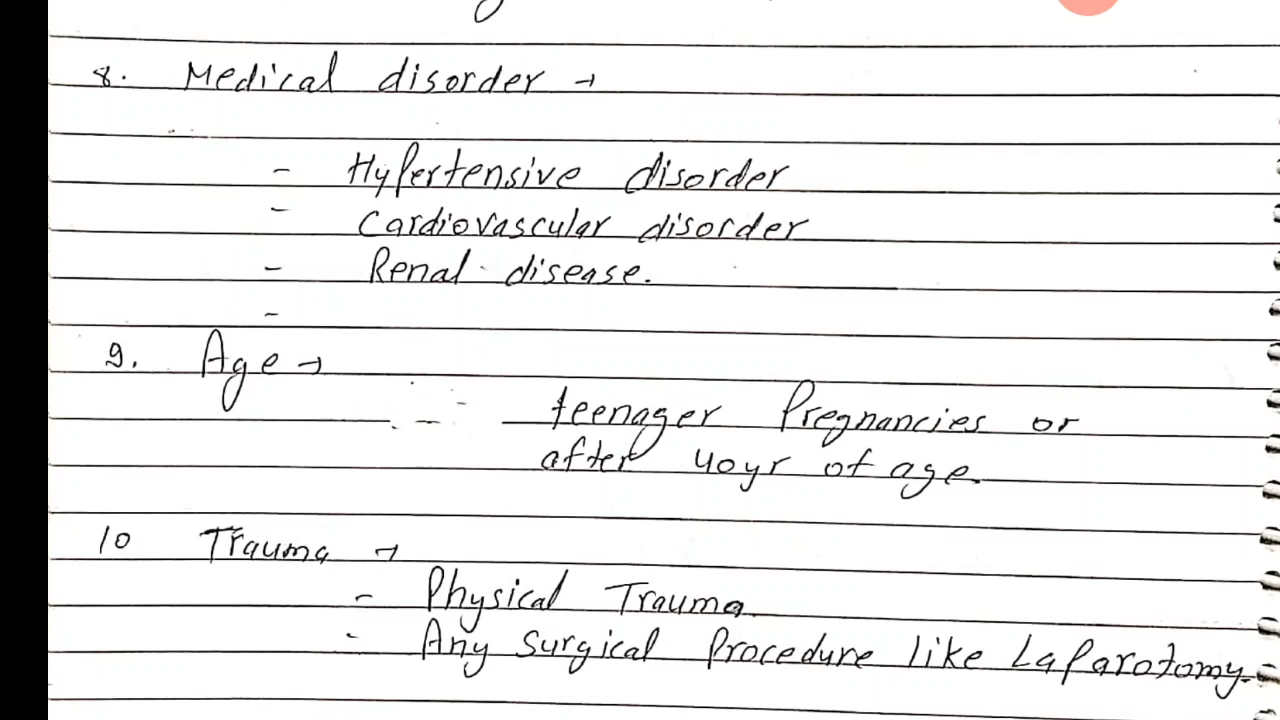 8. Medical disorder →
- Hypertensive disorder
- Cardiovascular disorder
- Renal disease.
-
9. Age →
- teenager Pregnancies or
after 40yr of age.
10 Trauma →
- Physical Trauma.
- Any surgical Procedure like Laparotomy.